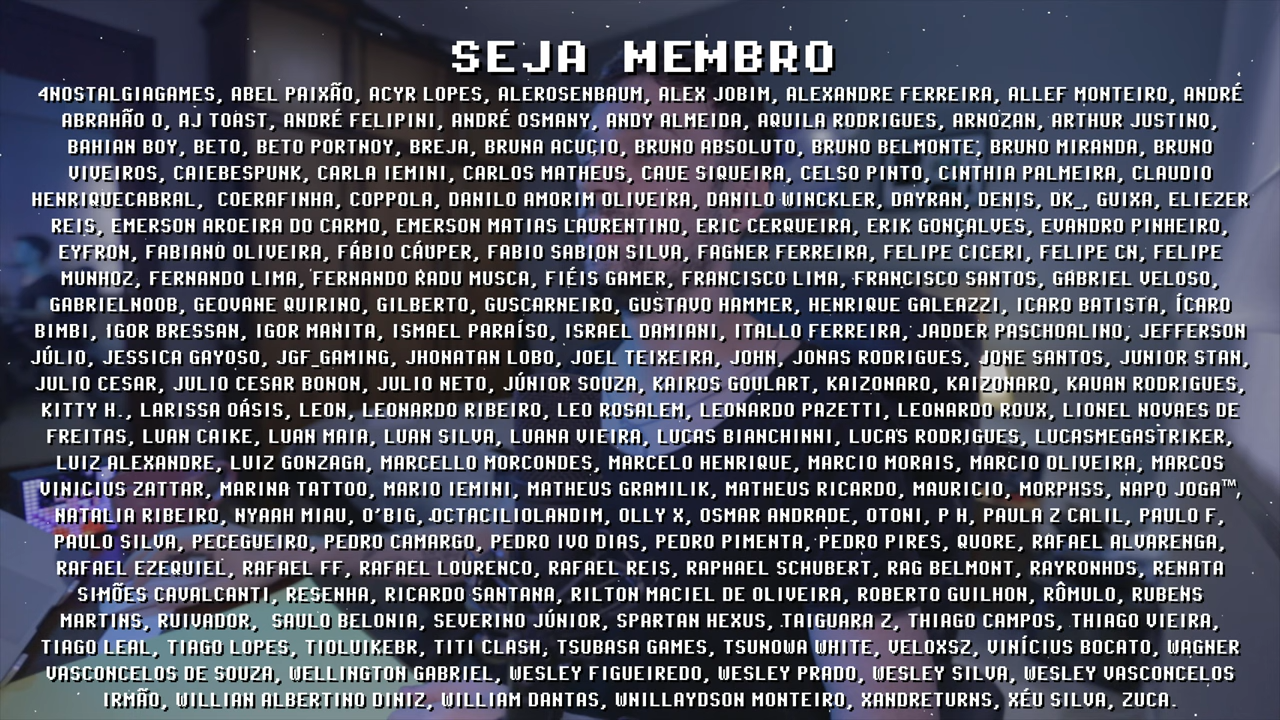 SEJA MEMBRO
4NOSTALGIAGAMES, ABEL PAIXÃO, ACYR LOPES, ALEROSENBAUM, ALEX JOBIM, ALEXANDRE FERREIRA, ALLEF MONTEIRO, ANDRÉ
ABRAHÃO O, AJ TOAST, ANDRÉ FELIPINI, ANDRÉ OSMANY, ANDY ALMEIDA, AQUILA RODRIGUES, ARNOZAN, ARTHUR JUSTINO,
BAHIAN BOY, BETO, BETO PORTNOY, BREJA, BRUNA ACUÇIO, BRUNO ABSOLUTO, BRUNO BELMONTE, BRUNO MIRANDA, BRUNO
VIVEIROS, CAIEBESPUNK, CARLA IEMINI, CARLOS MATHEUS, CAVE SIQUEIRA, CELSO PINTO, CINTHIA PALMEIRA, CLAUDIO
HENRIQUECABRAL, COERAFINHA, COPPOLA, DANILO AMORIM OLIVEIRA, DANILO WINCKLER, DAYRAN, DENIS, DK_, GUIXA, ELIEZER
REIS, EMERSON AROEIRA DO CARMO, EMERSON MATIAS LAURENTINO, ERIC CERQUEIRA, ERIK GONÇALVES, EVANDRO PINHEIRO,
EYFRON, FABIANO OLIVEIRA, FÁBIO CÁUPER, FABIO SABION SILVA, FAGNER FERREIRA, FELIPE CICERI, FELIPE CN, FELIPE
MUNHOZ, FERNANDO LIMA, FERNANDO RADU MUSCA, FIÉIS GAMER, FRANCISCO LIMA, FRANCISCO SANTOS, GABRIEL VELOSO,
GABRIELNOOB, GEOVANE QUIRINO, GILBERTO, GUSCARNEIRO, GUSTAVO HAMMER, HENRIQUE GALEAZZI, ICARO BATISTA, ÍCARO
BIMBI, IGOR BRESSAN, IGOR MANITA, ISMAEL PARAÍSO, ISRAEL DAMIANI, ITALLO FERREIRA, JADDER PASCHOALINO, JEFFERSON
JÚLIO, JESSICA GAYOSO, JGF_GAMING, JHONATAN LOBO, JOEL TEIXEIRA, JOHN, JONAS RODRIGUES, JONE SANTOS, JUNIOR STAN,
JULIO CESAR, JULIO CESAR BONON, JULIO NETO, JÚNIOR SOUZA, KAIROS GOULART, KAIZONARO, KAIZONARO, KAUAN RODRIGUES,
KITTY H., LARISSA OÁSIS, LEON, LEONARDO RIBEIRO, LEO ROSALEM, LEONARDO PAZETTI, LEONARDO ROUX, LIONEL NOVAES DE
FREITAS, LUAN CAIKE, LUAN MAIA, LUAN SILVA, LUANA VIEIRA, LUCAS BIANCHINNI, LUCAS RODRIGUES, LUCASMEGASTRIKER,
LUIZ ALEXANDRE, LUIZ GONZAGA, MARCELLO MORCONDES, MARCELO HENRIQUE, MARCIO MORAIS, MARCIO OLIVEIRA, MARCOS
VINICIUS ZATTAR, MARINA TATTOO, MARIO IEMINI, MATHEUS GRAMILIK, MATHEUS RICARDO, MAURICIO, MORPHSS, NAPO JOGA™,
NATALIA RIBEIRO, NYAAH MIAU, O'BIG, OCTACILIOLANDIM, OLLY X, OSMAR ANDRADE, OTONI, P H, PAULA Z CALIL, PAULO F,
PAULO SILVA, PECEGUEIRO, PEDRO CAMARGO, PEDRO IVO DIAS, PEDRO PIMENTA, PEDRO PIRES, QUORE, RAFAEL ALVARENGA,
RAFAEL EZEQUIEL, RAFAEL FF, RAFAEL LOURENCO, RAFAEL REIS, RAPHAEL SCHUBERT, RAG BELMONT, RAYRONHDS, RENATA
SIMÕES CAVALCANTI, RESENHA, RICARDO SANTANA, RILTON MACIEL DE OLIVEIRA, ROBERTO GUILHON, RÔMULO, RUBENS
MARTINS, RUIVADOR, SAULO BELONIA, SEVERINO JÚNIOR, SPARTAN HEXUS, TAIGUARA Z, THIAGO CAMPOS, THIAGO VIEIRA,
TIAGO LEAL, TIAGO LOPES, TIOLUIKEBR, TITI CLASH, TSUBASA GAMES, TSUNOWA WHITE, VELOXSZ, VINÍCIUS BOCATO, WAGNER
VASCONCELOS DE SOUZA, WELLINGTON GABRIEL, WESLEY FIGUEIREDO, WESLEY PRADO, WESLEY SILVA, WESLEY VASCONCELOS
IRMÃO, WILLIAN ALBERTINO DINIZ, WILLIAM DANTAS, WNILLAYDSON MONTEIRO, XANDRETURNS, XÉU SILVA, ZUCA.